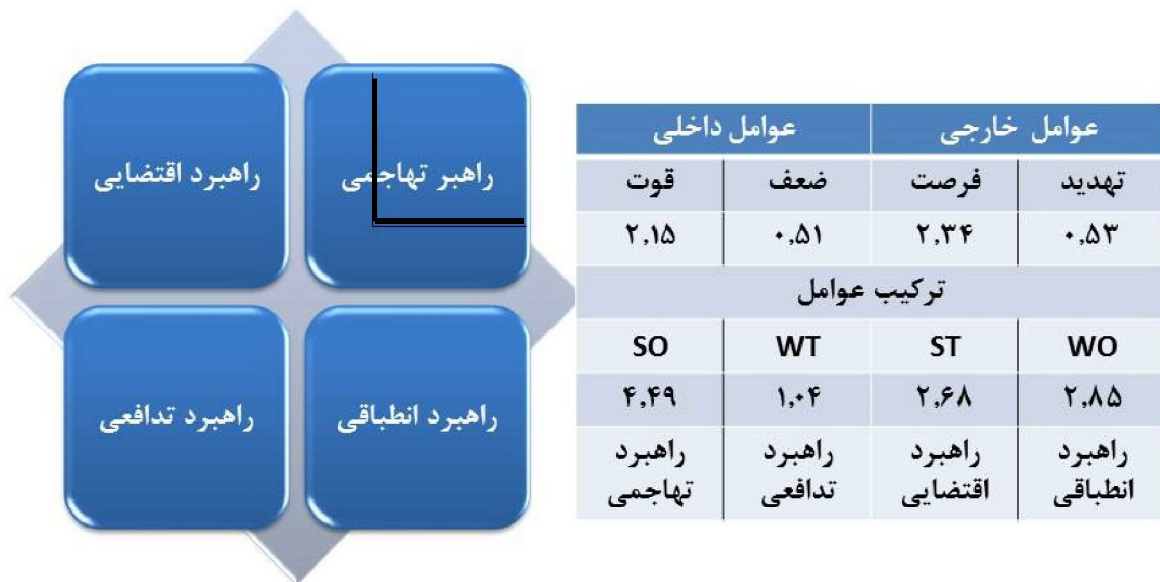 راهبر تهاجمی
راهبرد اقتضایی
راهبرد انطباقی
راهبرد تدافعی
عوامل خارجی عوامل داخلی
تهدید فرصت ضعف قوت
۰,۵۳ ۲,۳۴ ۰,۵۱ ۲,۱۵
ترکیب عوامل
WO ST WT SO
۲,۸۵ ۲,۶۸ ۱,۰۴ ۴,۴۹
راهبرد راهبرد راهبرد راهبرد
انطباقی اقتضایی تدافعی تهاجمی